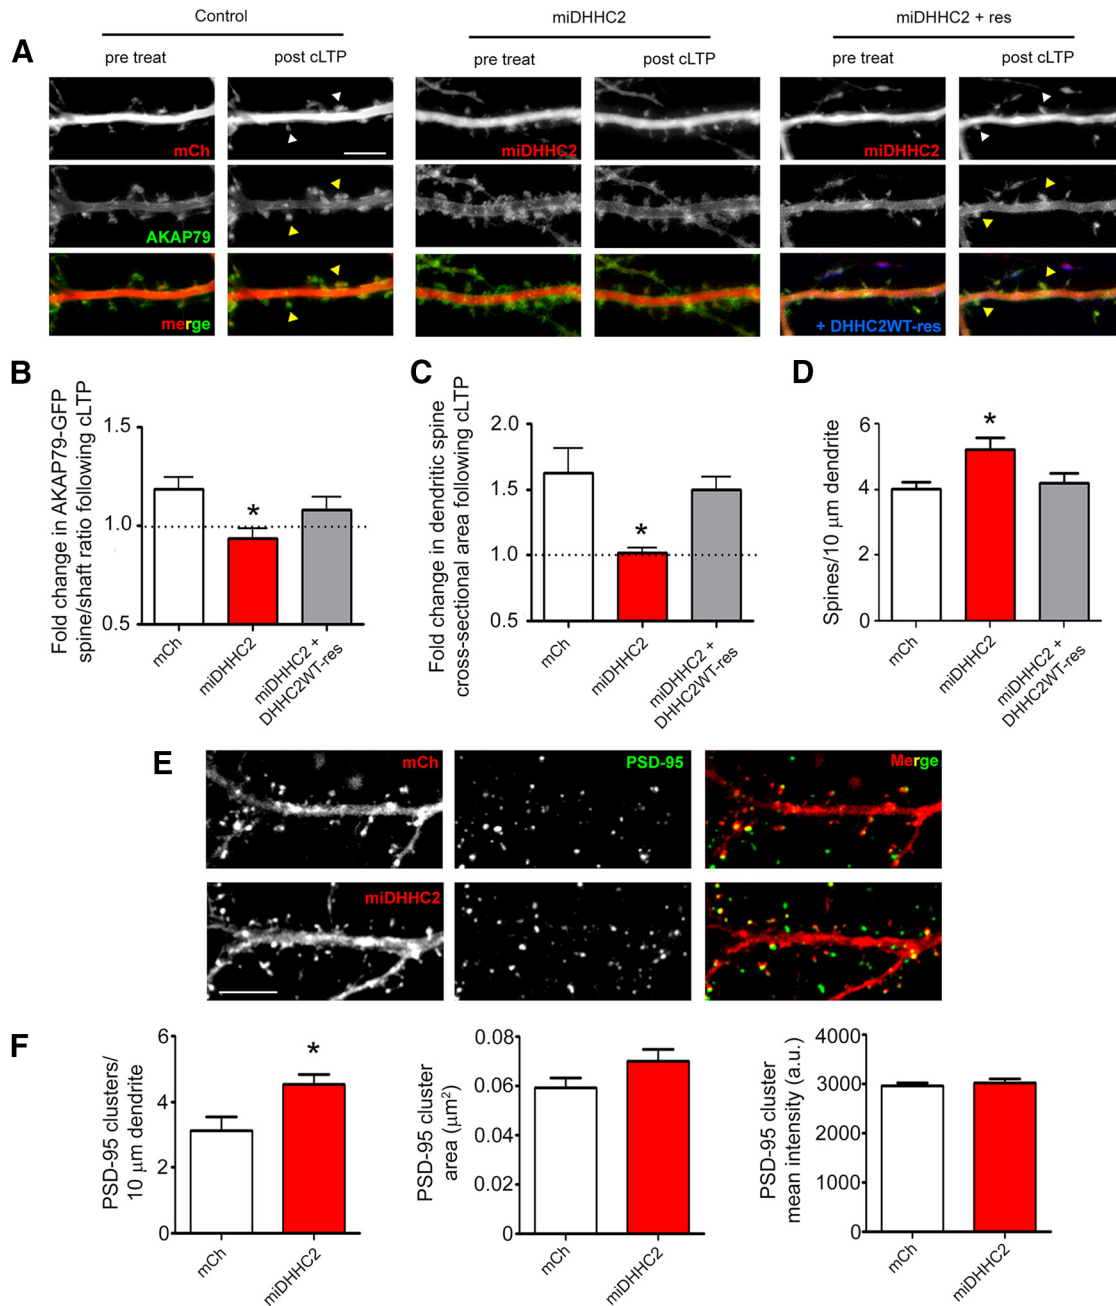 Control
miDHHC2
miDHHC2 + res
A
pre treat
post cLTP
pre treat
post cLTP
pre treat
post cLTP
mCh
miDHHC2
miDHHC2
AKAP79
merge
+ DHHC2WT-res
B
Fold change in AKAP79-GFP
spine/shaft ratio following cLTP
1.5
1.0
0.5
*
mCh
miDHHC2
miDHHC2 +
DHHC2WT-res
C
Fold change in dendritic spine
cross-sectional area following cLTP
2.0
1.5
1.0
0.5
*
mCh
miDHHC2
miDHHC2 +
DHHC2WT-res
D
Spines/10 μm dendrite
6
4
2
0
*
mCh
miDHHC2
miDHHC2 +
DHHC2WT-res
E
mCh
PSD-95
Merge
miDHHC2
F
PSD-95 clusters/
10 μm dendrite
6
4
2
0
*
mCh
miDHHC2
PSD-95 cluster
area (μm²)
0.08
0.06
0.04
0.02
0
mCh
miDHHC2
PSD-95 cluster
mean intensity (a.u.)
4000
3000
2000
1000
0
mCh
miDHHC2